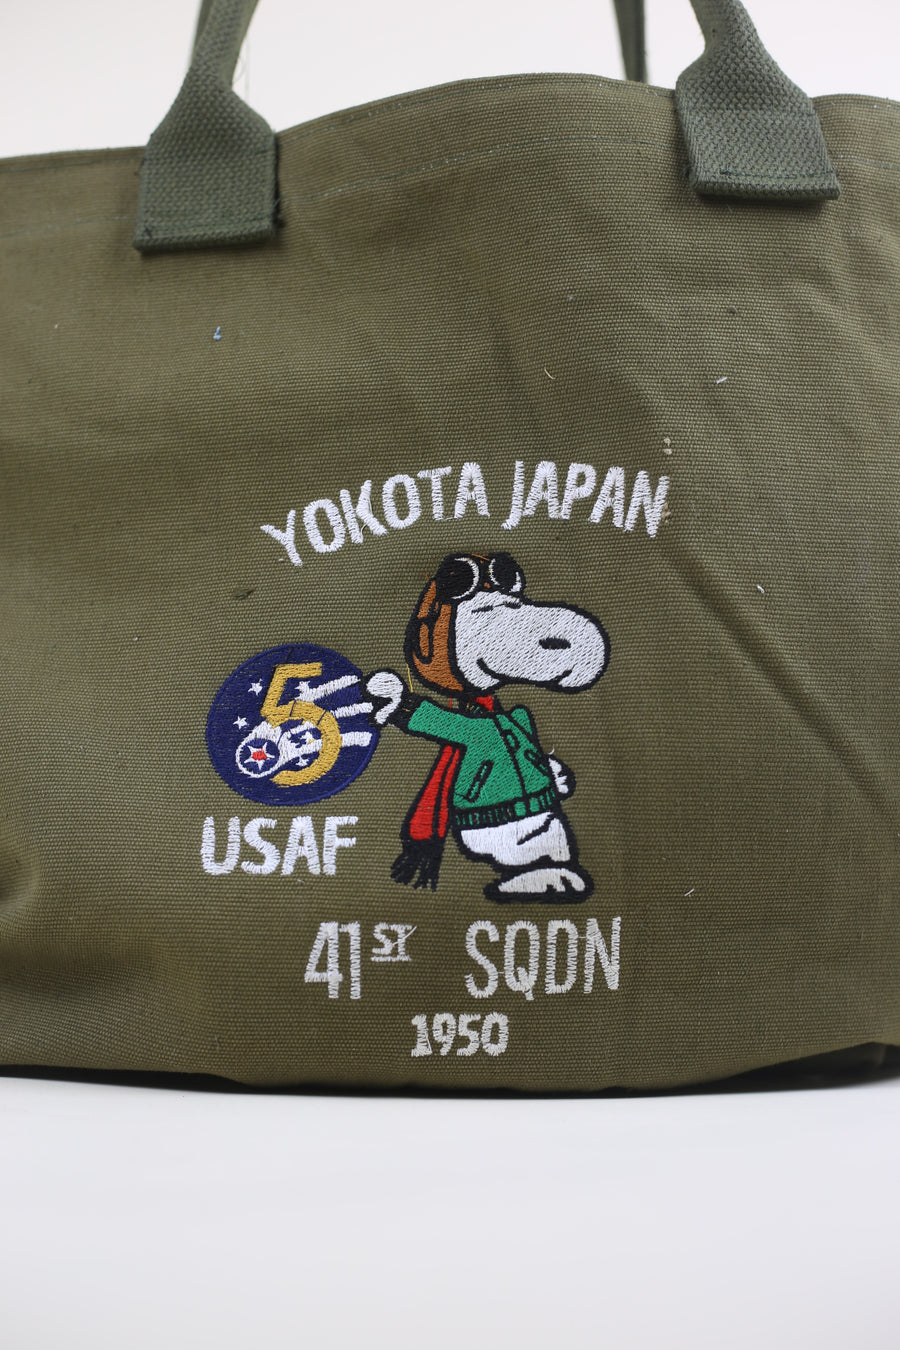 YOKOTA JAPAN
5
USAF
41ST SQDN
1950